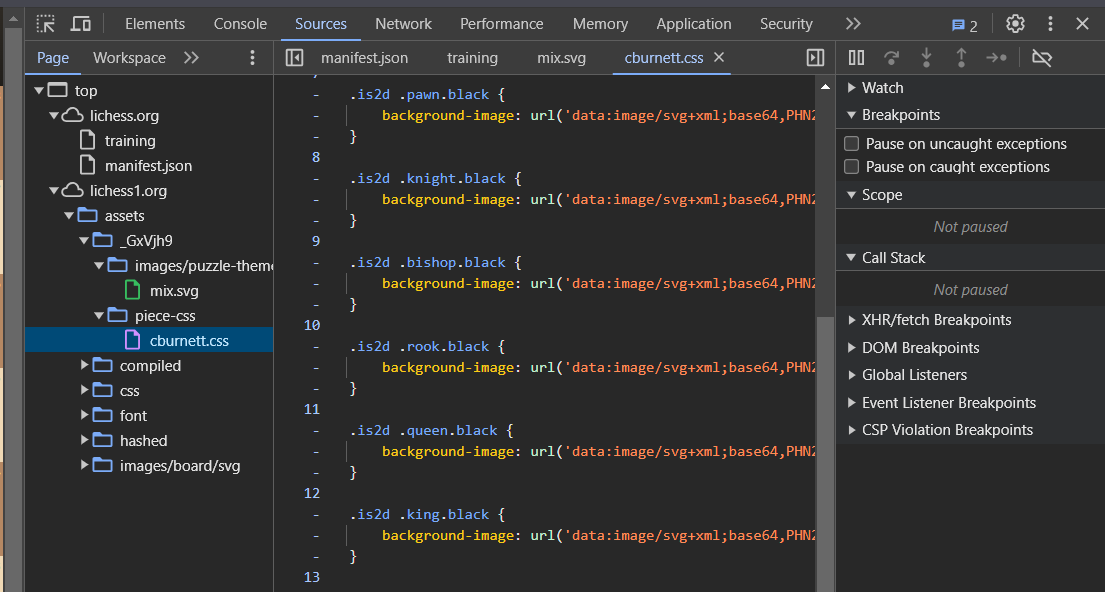 Elements Console Sources Network Performance Memory Application Security 2
Page Workspace manifest.json training mix.svg cburnett.css
top
lichess.org
training
manifest.json
lichess1.org
assets
_GxVjh9
images/puzzle-theme
mix.svg
piece-css
cburnett.css
compiled
css
font
hashed
images/board/svg
- .is2d .pawn.black {
- background-image: url('data:image/svg+xml;base64,PHN2
- }
8
- .is2d .knight.black {
- background-image: url('data:image/svg+xml;base64,PHN2
- }
9
- .is2d .bishop.black {
- background-image: url('data:image/svg+xml;base64,PHN2
- }
10
- .is2d .rook.black {
- background-image: url('data:image/svg+xml;base64,PHN2
- }
11
- .is2d .queen.black {
- background-image: url('data:image/svg+xml;base64,PHN2
- }
12
- .is2d .king.black {
- background-image: url('data:image/svg+xml;base64,PHN2
- }
13
Watch
Breakpoints
Pause on uncaught exceptions
Pause on caught exceptions
Scope
Not paused
Call Stack
Not paused
XHR/fetch Breakpoints
DOM Breakpoints
Global Listeners
Event Listener Breakpoints
CSP Violation Breakpoints